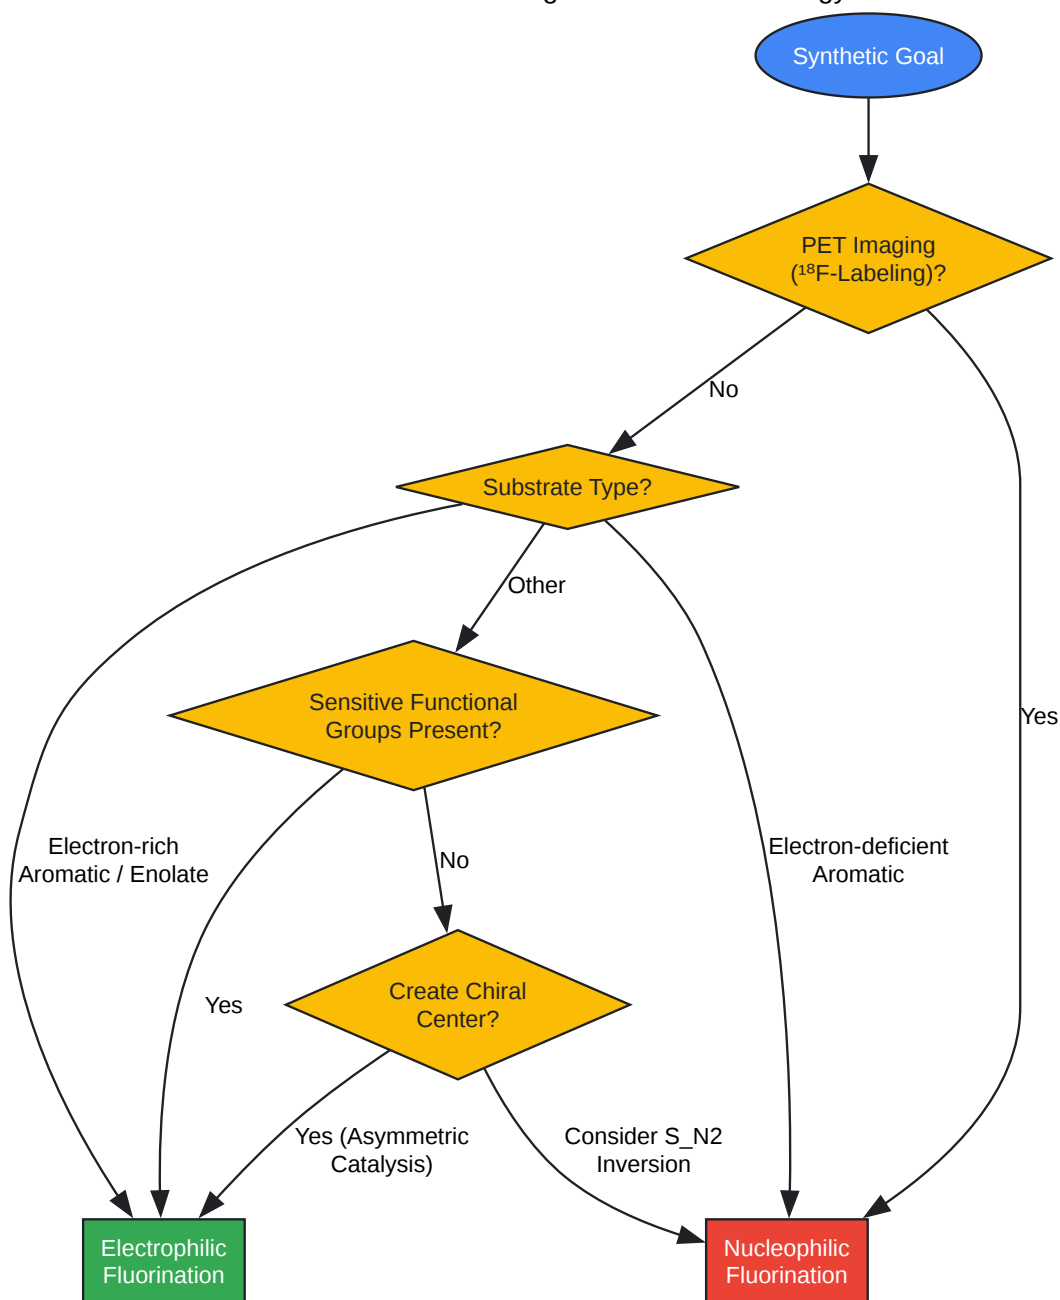 Synthetic Goal
PET Imaging
(¹⁸F-Labeling)?
No
Substrate Type?
Other
Sensitive Functional
Groups Present?
Yes
Electron-rich
Aromatic / Enolate
Electron-deficient
Aromatic
No
Create Chiral
Center?
Yes
Yes (Asymmetric
Catalysis)
Consider S_N2
Inversion
Electrophilic
Fluorination
Nucleophilic
Fluorination